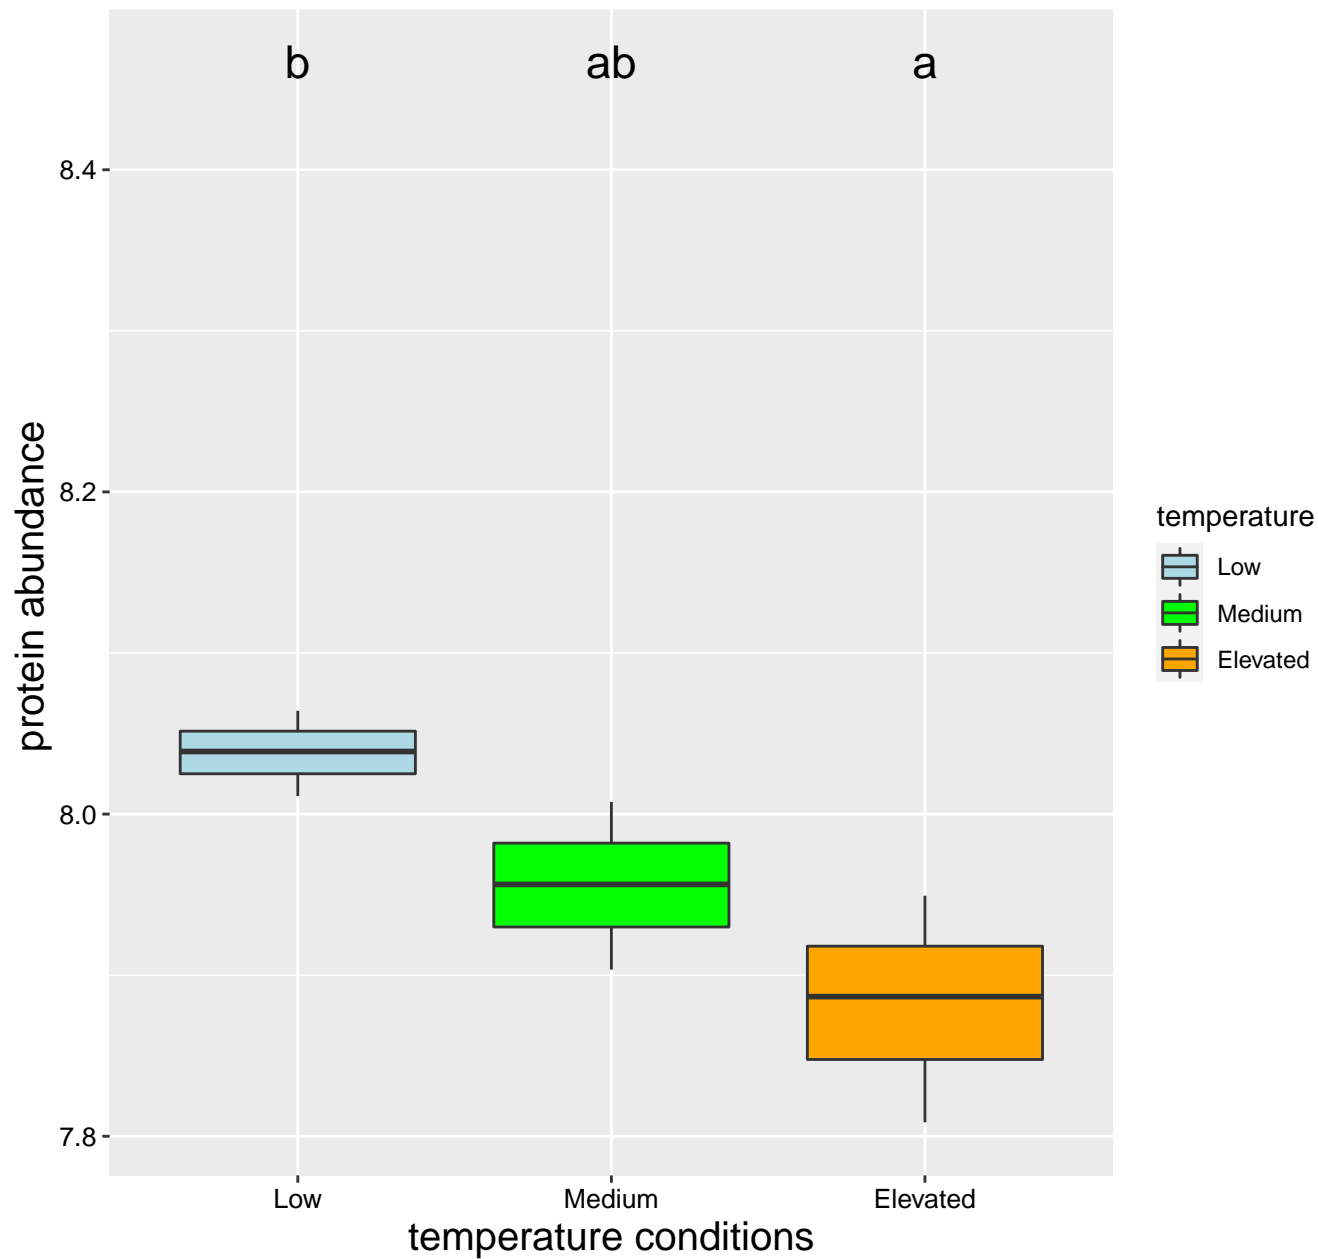 b ab a
8.4
8.2
8.0
7.8
protein abundance
Low Medium Elevated
temperature conditions
temperature
Low
Medium
Elevated